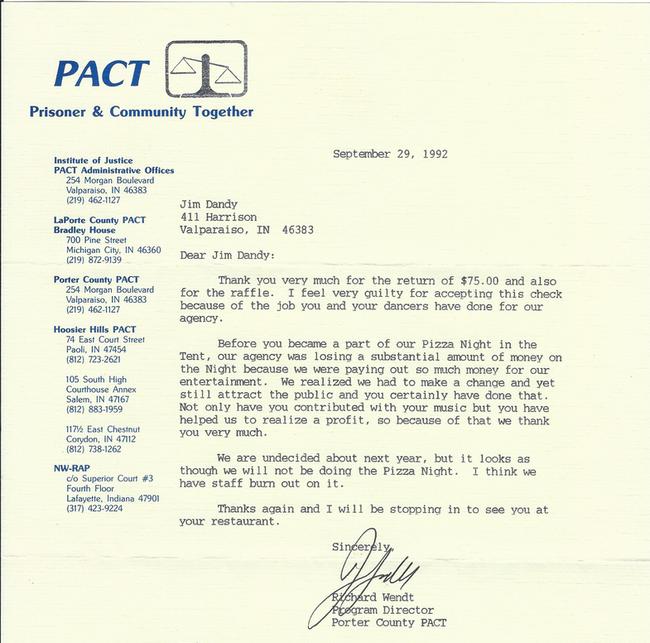 PACT
Prisoner & Community Together
September 29, 1992
Institute of Justice
PACT Administrative Offices
254 Morgan Boulevard
Valparaiso, IN 46383
(219) 462-1127
LaPorte County PACT
Bradley House
700 Pine Street
Michigan City, IN 46360
(219) 872-9139
Porter County PACT
254 Morgan Boulevard
Valparaiso, IN 46383
(219) 462-1127
Hoosier Hills PACT
74 East Court Street
Paoli, IN 47454
(812) 723-2621
105 South High
Courthouse Annex
Salem, IN 47167
(812) 883-1959
117½ East Chestnut
Corydon, IN 47112
(812) 738-1262
NW-RAP
c/o Superior Court #3
Fourth Floor
Lafayette, Indiana 47901
(317) 423-9224
Jim Dandy
411 Harrison
Valparaiso, IN 46383
Dear Jim Dandy:
Thank you very much for the return of $75.00 and also
for the raffle. I feel very guilty for accepting this check
because of the job you and your dancers have done for our
agency.
Before you became a part of our Pizza Night in the
Tent, our agency was losing a substantial amount of money on
the Night because we were paying out so much money for our
entertainment. We realized we had to make a change and yet
still attract the public and you certainly have done that.
Not only have you contributed with your music but you have
helped us to realize a profit, so because of that we thank
you very much.
We are undecided about next year, but it looks as
though we will not be doing the Pizza Night. I think we
have staff burn out on it.
Thanks again and I will be stopping in to see you at
your restaurant.
Sincerely,
Richard Wendt
Program Director
Porter County PACT